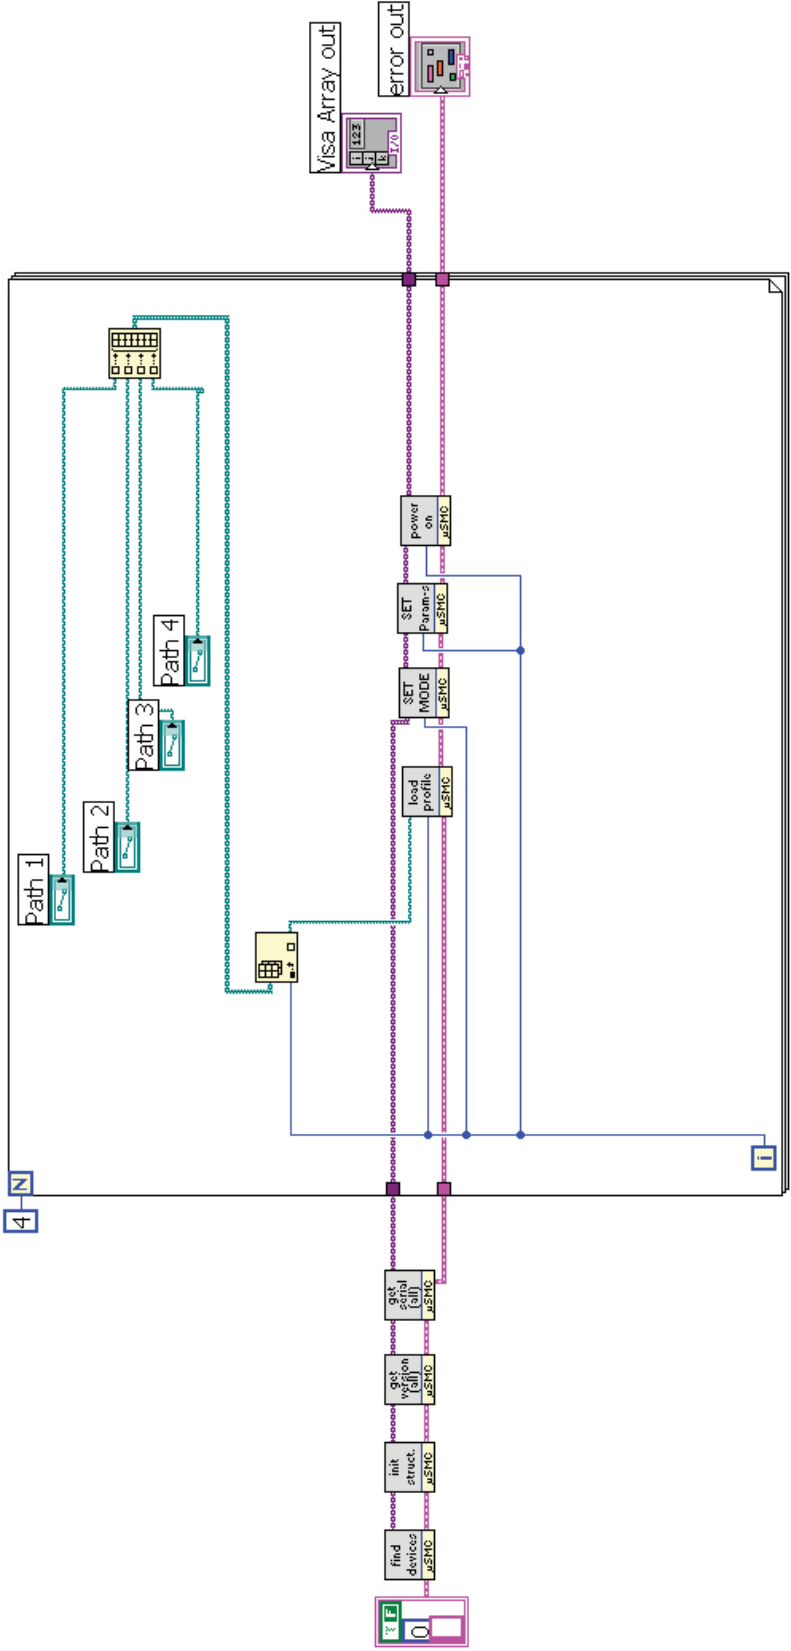 Visa Array out
error out
123
i
j
k
I/O
Path 1
Path 2
Path 3
Path 4
power
on
µSMC
SET
Param-s
µSMC
SET
MODE
µSMC
load
profile
µSMC
N
4
i
get
serial
(all)
µSMC
get
version
(all)
µSMC
init
struct.
µSMC
find
devices
µSMC
F
0